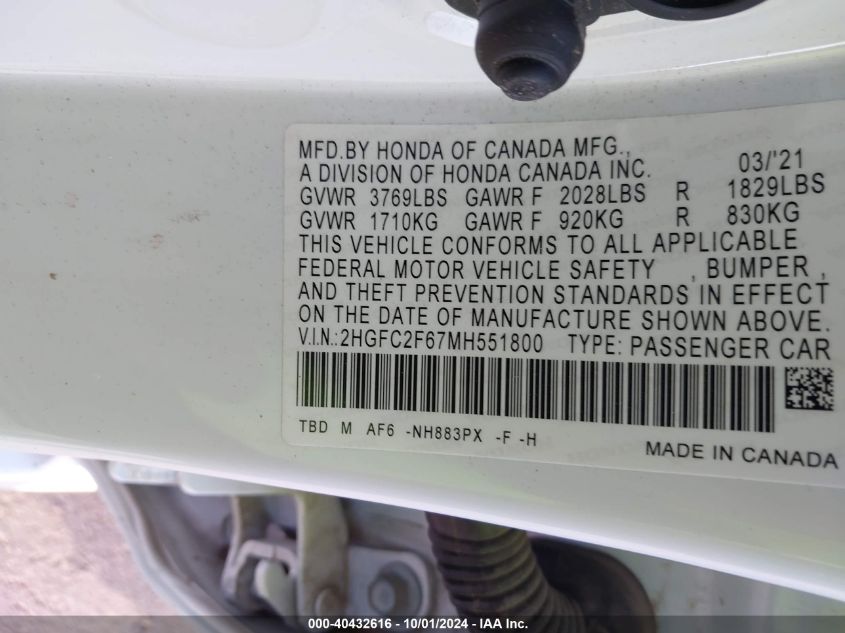 MFD.BY HONDA OF CANADA MFG.,
A DIVISION OF HONDA CANADA INC. 03/'21
GVWR 3769LBS GAWR F 2028LBS R 1829LBS
GVWR 1710KG GAWR F 920KG R 830KG
THIS VEHICLE CONFORMS TO ALL APPLICABLE
FEDERAL MOTOR VEHICLE SAFETY , BUMPER ,
AND THEFT PREVENTION STANDARDS IN EFFECT
ON THE DATE OF MANUFACTURE SHOWN ABOVE.
V.I.N.:2HGFC2F67MH551800 TYPE: PASSENGER CAR
TBD M AF6 -NH883PX -F -H
MADE IN CANADA
000-40432616 - 10/01/2024 - IAA Inc.